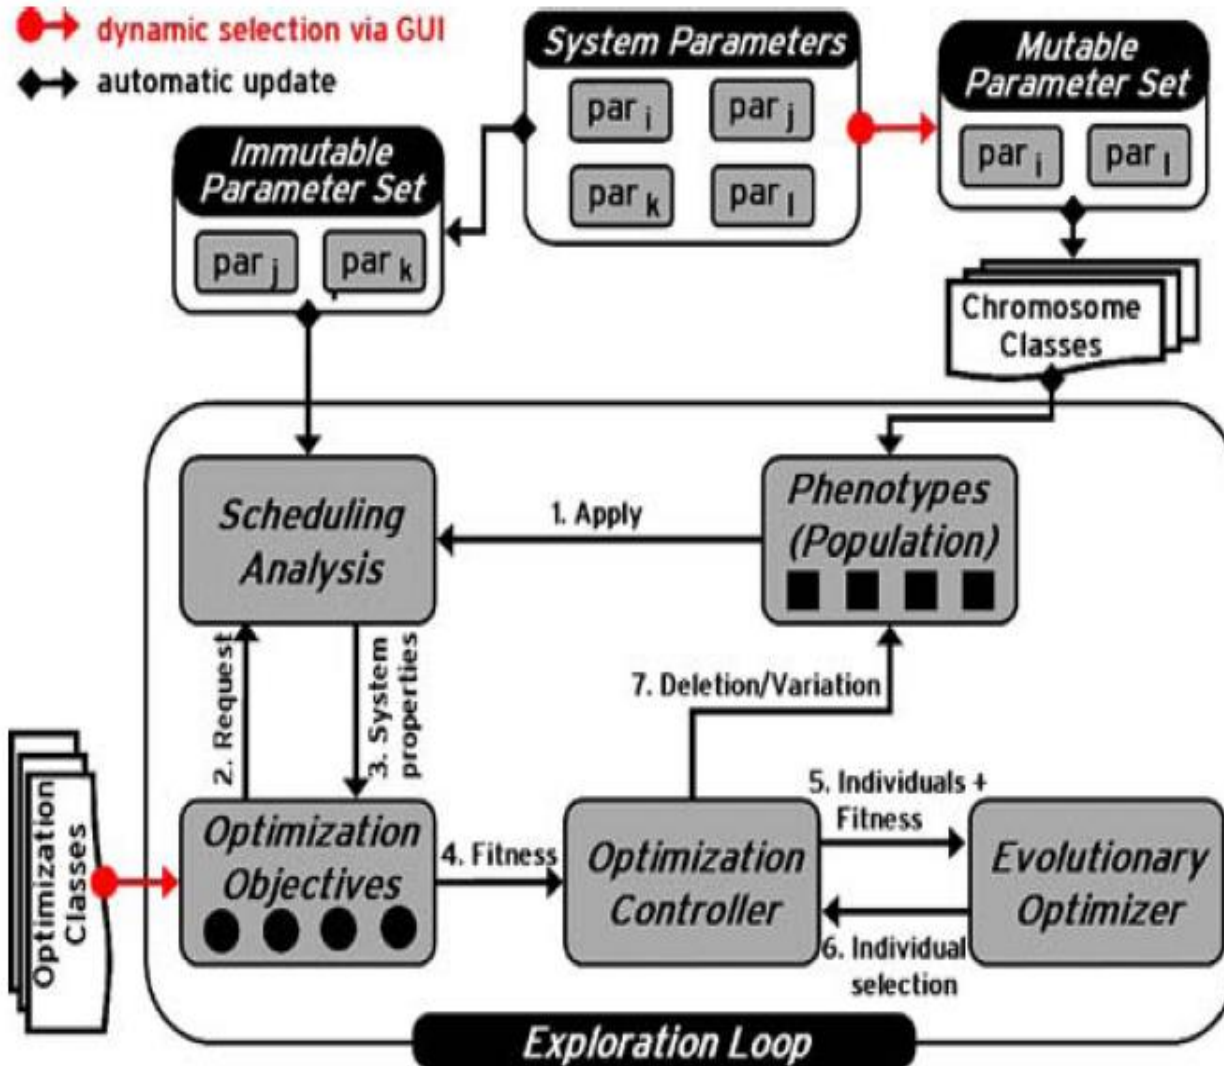 dynamic selection via GUI
automatic update
System Parameters
par i
par j
par k
par l
Mutable
Parameter Set
par i
par l
Immutable
Parameter Set
par j
par k
Chromosome
Classes
Scheduling
Analysis
1. Apply
Phenotypes
(Population)
2. Request
3. System
properties
7. Deletion/Variation
Optimization
Classes
Optimization
Objectives
4. Fitness
Optimization
Controller
5. Individuals +
Fitness
6. Individual
selection
Evolutionary
Optimizer
Exploration Loop